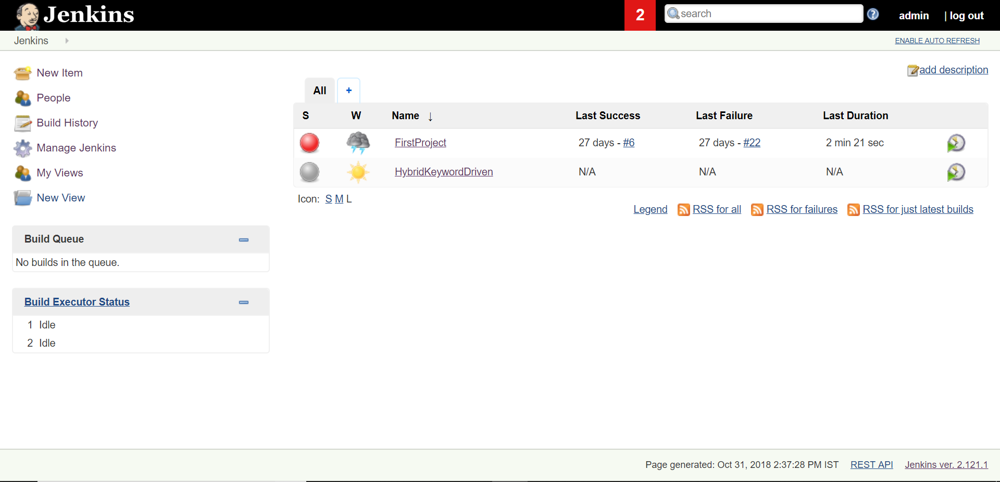 Jenkins
2
search
admin
| log out
Jenkins
ENABLE AUTO REFRESH
New Item
People
Build History
Manage Jenkins
My Views
New View
Build Queue
No builds in the queue.
Build Executor Status
1 Idle
2 Idle
add description
All +
S W Name ↓ Last Success Last Failure Last Duration
FirstProject 27 days - #6 27 days - #22 2 min 21 sec
HybridKeywordDriven N/A N/A N/A
Icon: S M L
Legend RSS for all RSS for failures RSS for just latest builds
Page generated: Oct 31, 2018 2:37:28 PM IST REST API Jenkins ver. 2.121.1